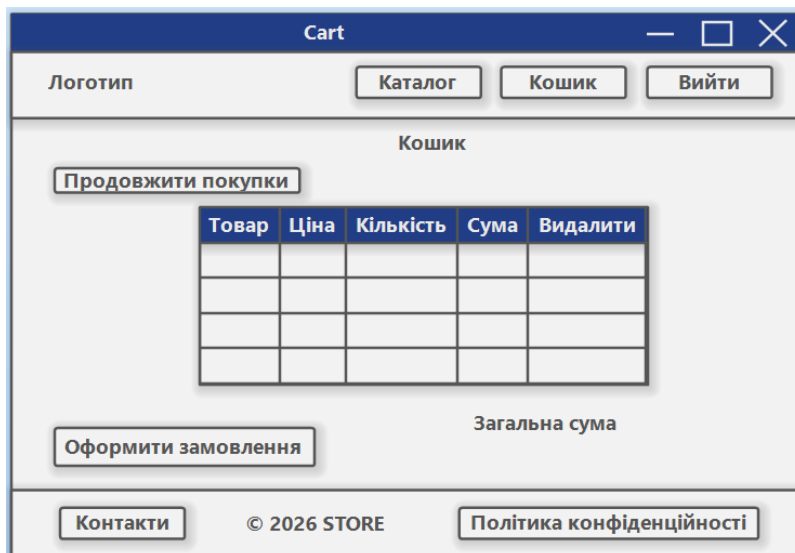 Cart
Логотип Каталог Кошик Вийти
Кошик
Продовжити покупки
Товар Ціна Кількість Сума Видалити
Загальна сума
Оформити замовлення
Контакти © 2026 STORE Політика конфіденційності